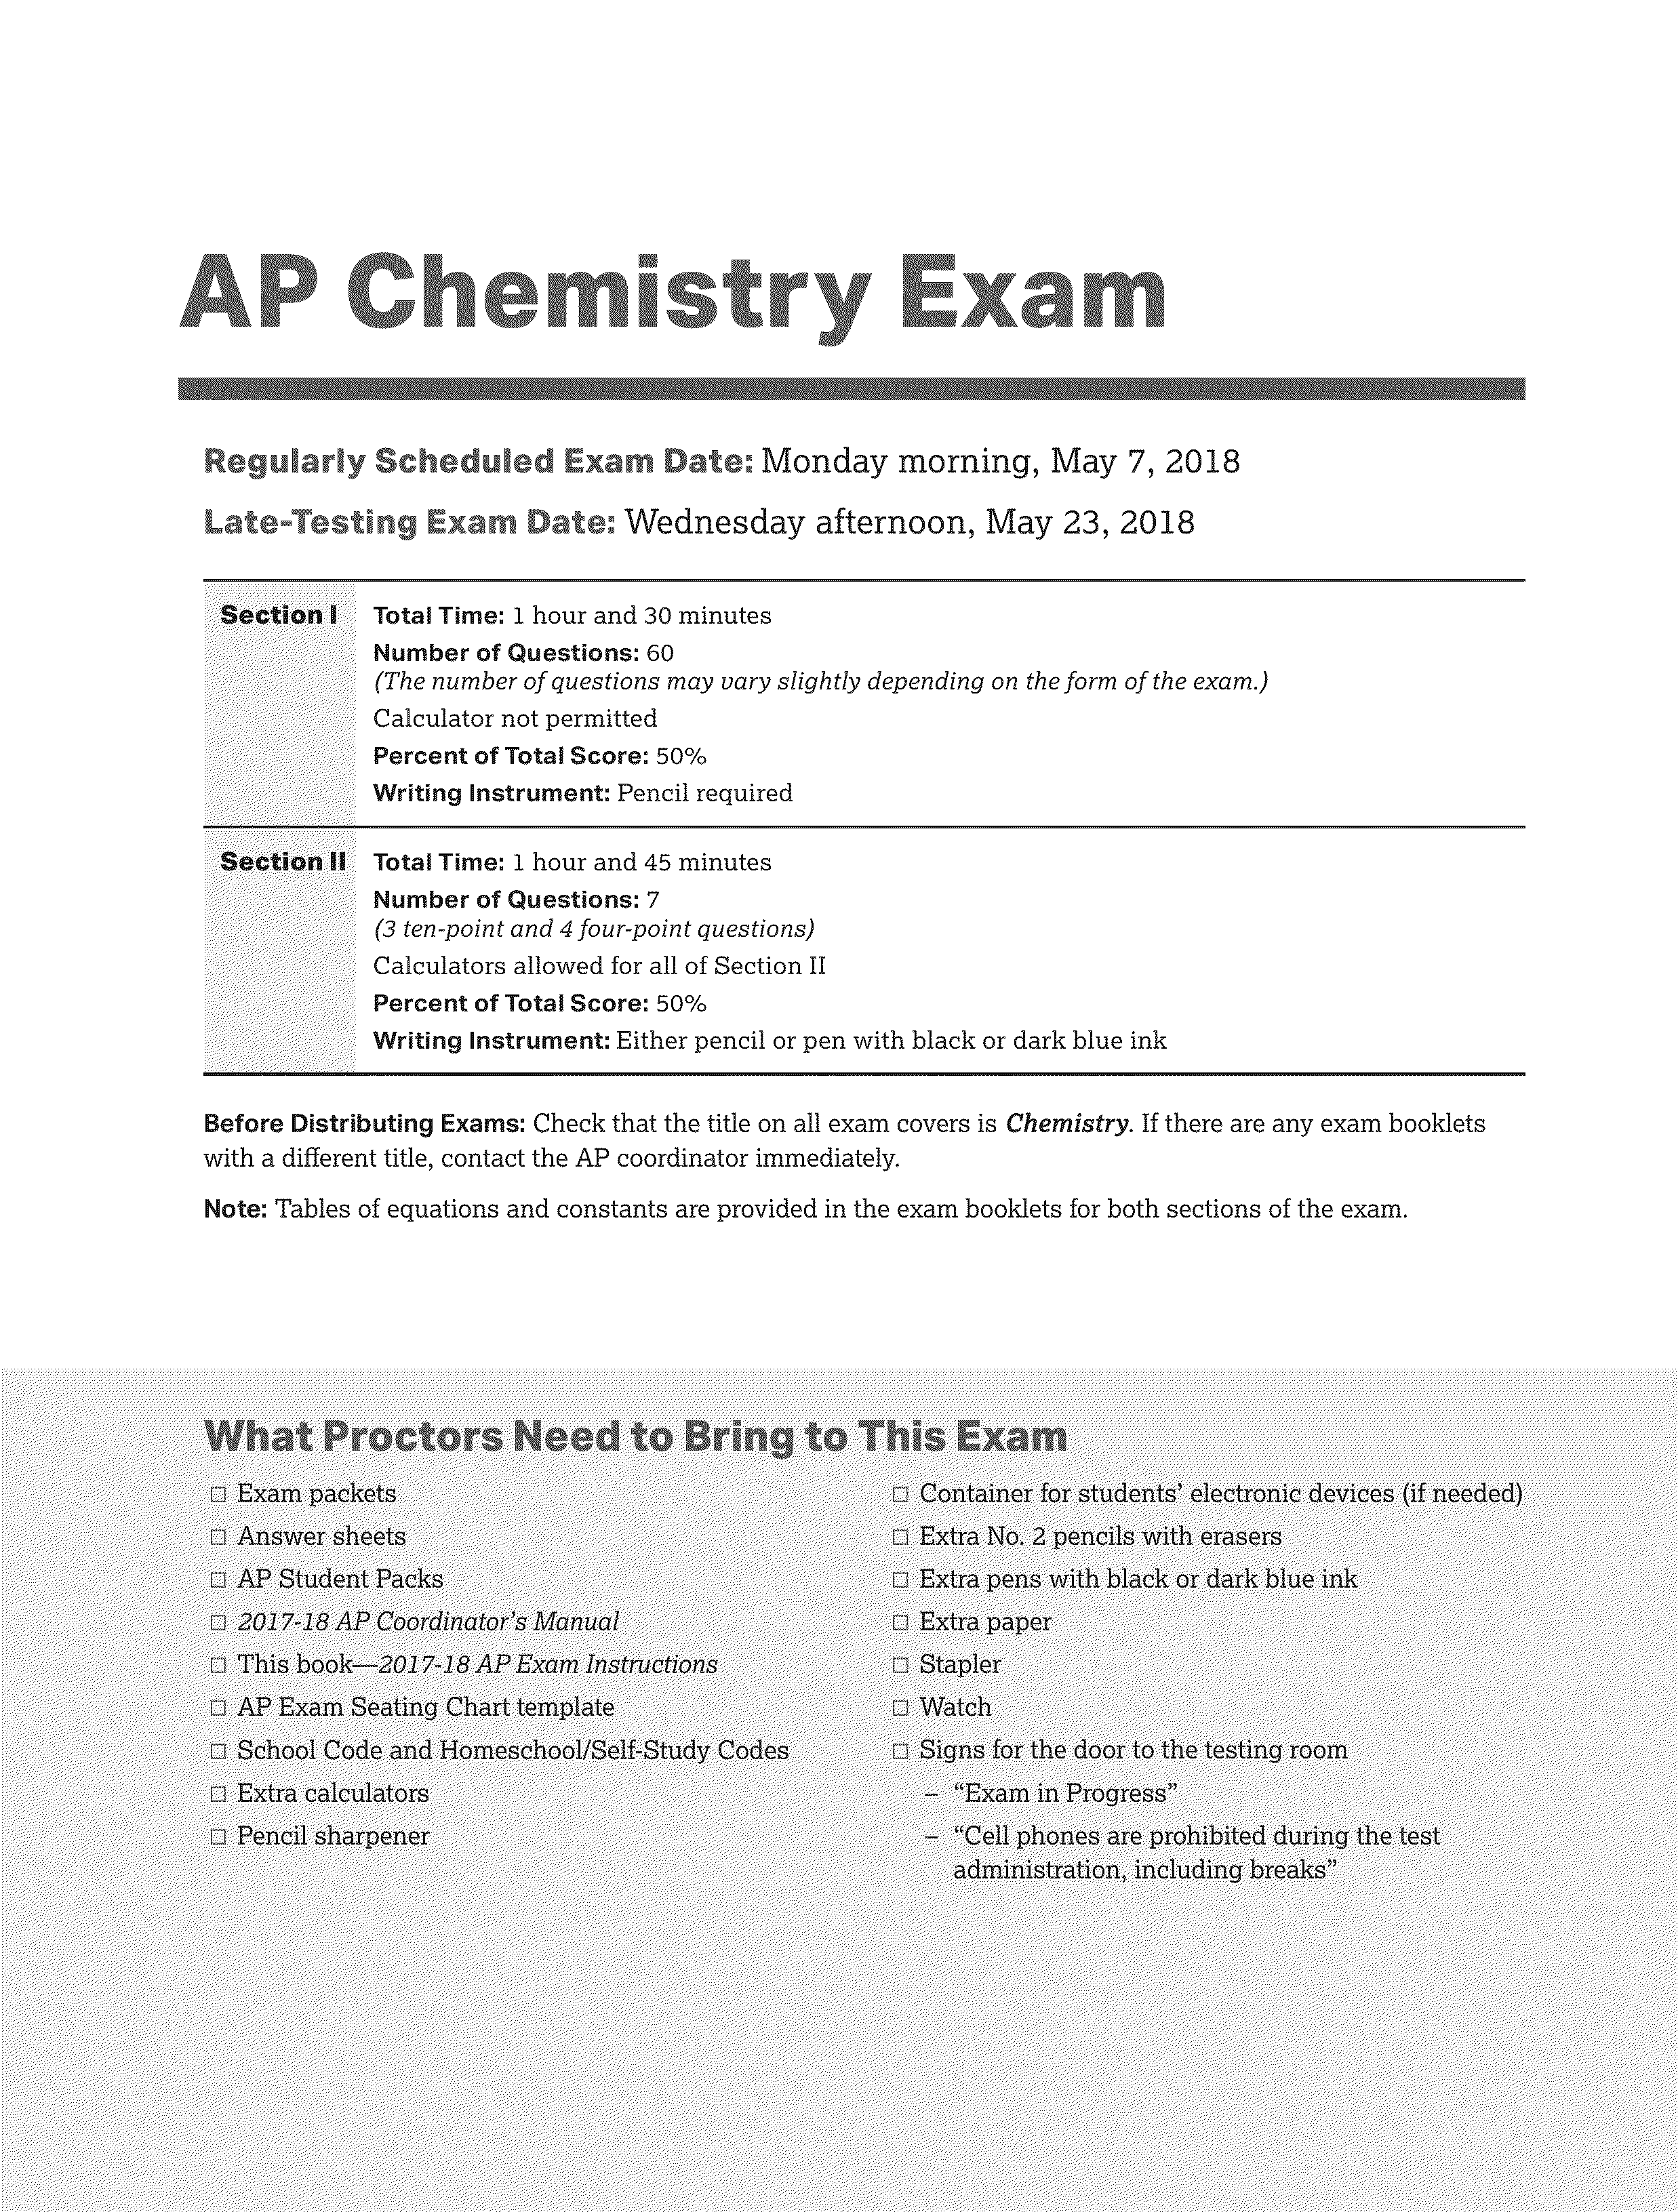 AP Chemistry Exam
Regularly Scheduled Exam Date: Monday morning, May 7, 2018
Late-Testing Exam Date: Wednesday afternoon, May 23, 2018
Section I
Total Time: 1 hour and 30 minutes
Number of Questions: 60
(The number of questions may vary slightly depending on the form of the exam.)
Calculator not permitted
Percent of Total Score: 50%
Writing Instrument: Pencil required
Section II
Total Time: 1 hour and 45 minutes
Number of Questions: 7
(3 ten-point and 4 four-point questions)
Calculators allowed for all of Section II
Percent of Total Score: 50%
Writing Instrument: Either pencil or pen with black or dark blue ink
Before Distributing Exams: Check that the title on all exam covers is Chemistry. If there are any exam booklets
with a different title, contact the AP coordinator immediately.
Note: Tables of equations and constants are provided in the exam booklets for both sections of the exam.
What Proctors Need to Bring to This Exam
□ Exam packets
□ Answer sheets
□ AP Student Packs
□ 2017-18 AP Coordinator’s Manual
□ This book—2017-18 AP Exam Instructions
□ AP Exam Seating Chart template
□ School Code and Homeschool/Self-Study Codes
□ Extra calculators
□ Pencil sharpener
□ Container for students’ electronic devices (if needed)
□ Extra No. 2 pencils with erasers
□ Extra pens with black or dark blue ink
□ Extra paper
□ Stapler
□ Watch
□ Signs for the door to the testing room
– “Exam in Progress”
– “Cell phones are prohibited during the test
administration, including breaks”